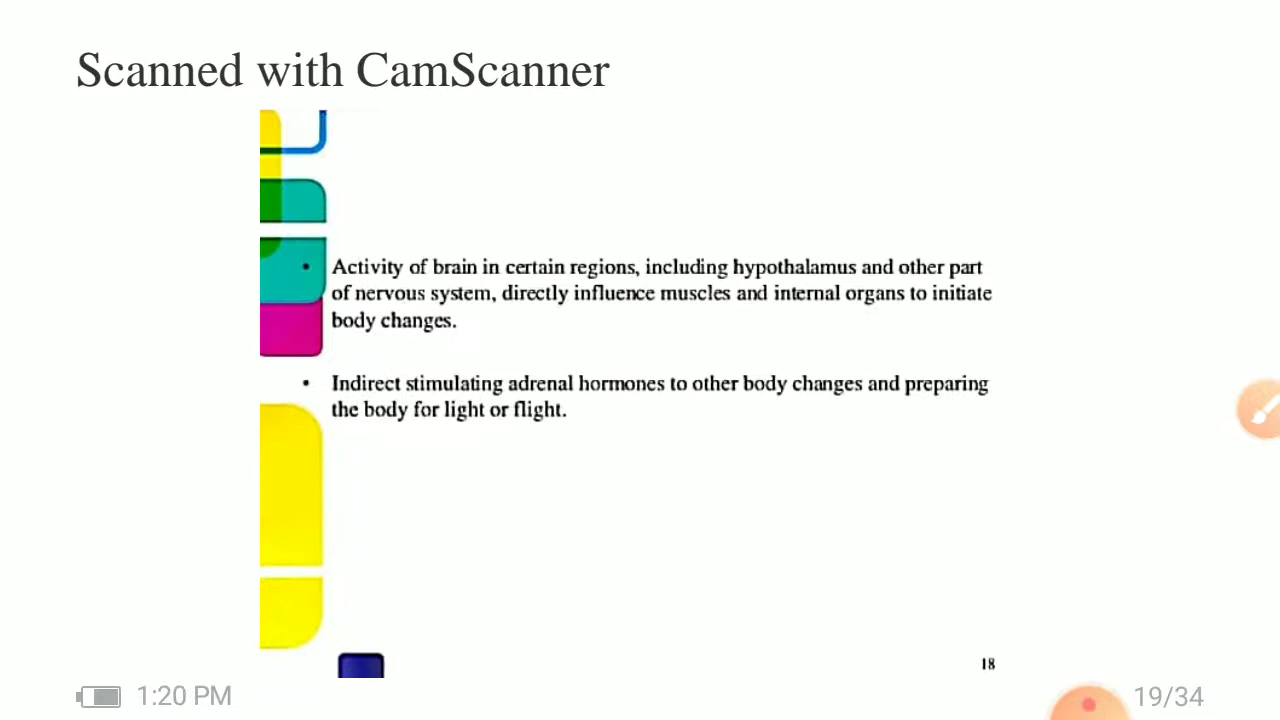 Scanned with CamScanner
• Activity of brain in certain regions, including hypothalamus and other part
of nervous system, directly influence muscles and internal organs to initiate
body changes.
• Indirect stimulating adrenal hormones to other body changes and preparing
the body for light or flight.
18
1:20 PM
19/34